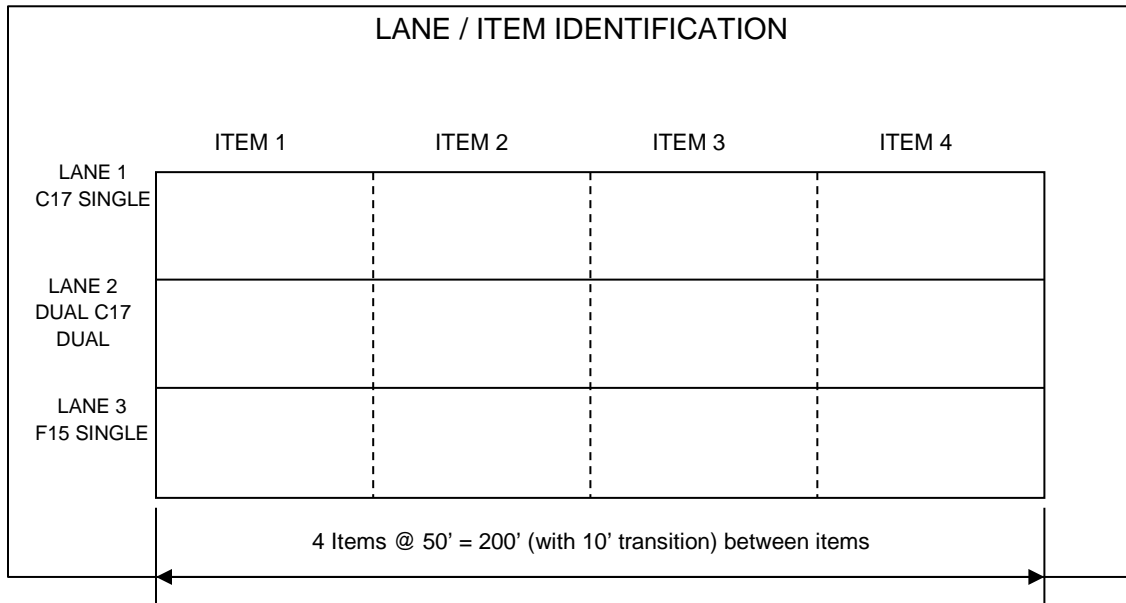 LANE / ITEM IDENTIFICATION
ITEM 1 ITEM 2 ITEM 3 ITEM 4
LANE 1
C17 SINGLE
LANE 2
DUAL C17
DUAL
LANE 3
F15 SINGLE
4 Items @ 50’ = 200’ (with 10’ transition) between items